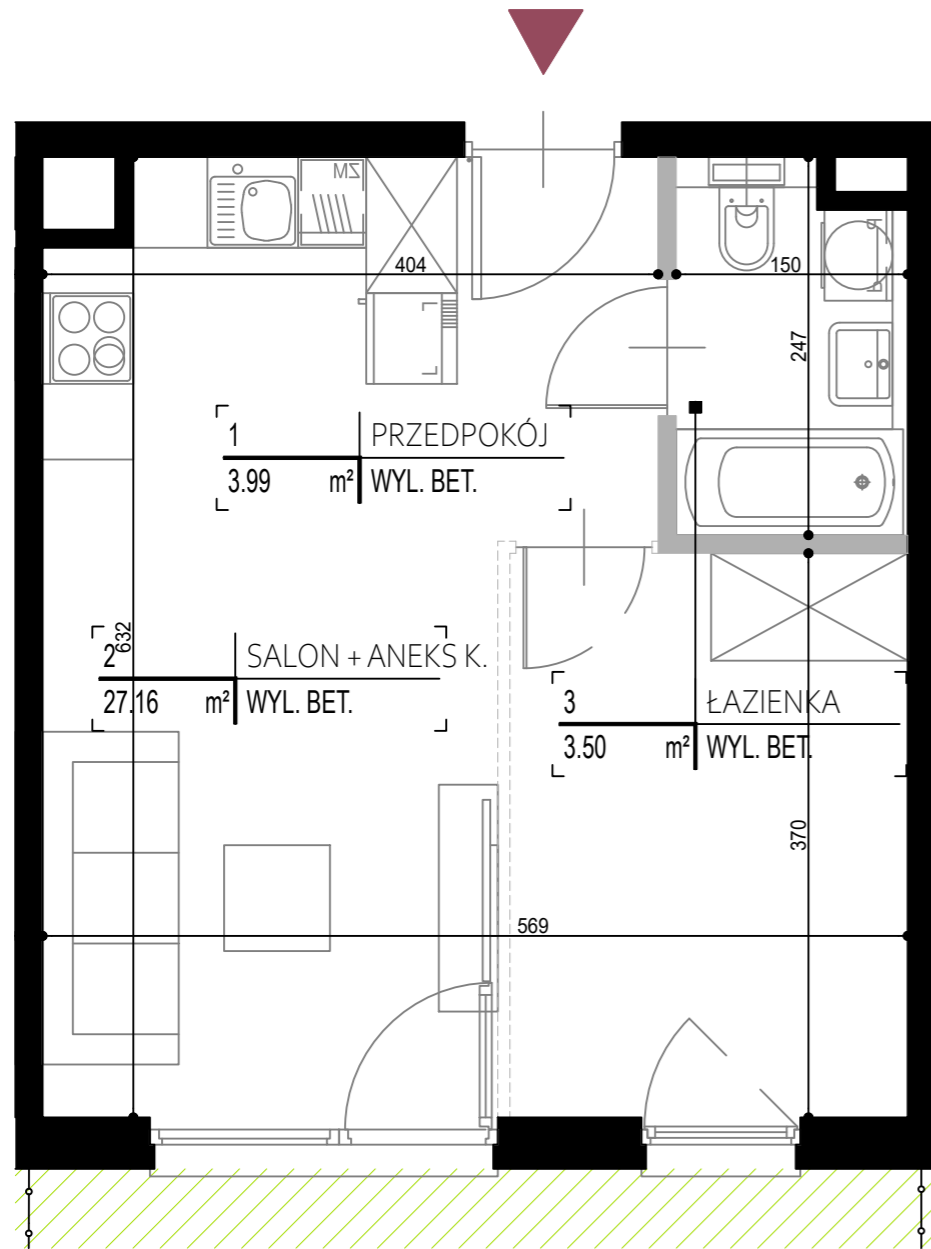 ZM
404
150
247
1 PRZEDPOKÓJ
3.99 m² WYL. BET.
632
2 SALON + ANEKS K.
27.16 m² WYL. BET.
3 ŁAZIENKA
3.50 m² WYL. BET.
370
569